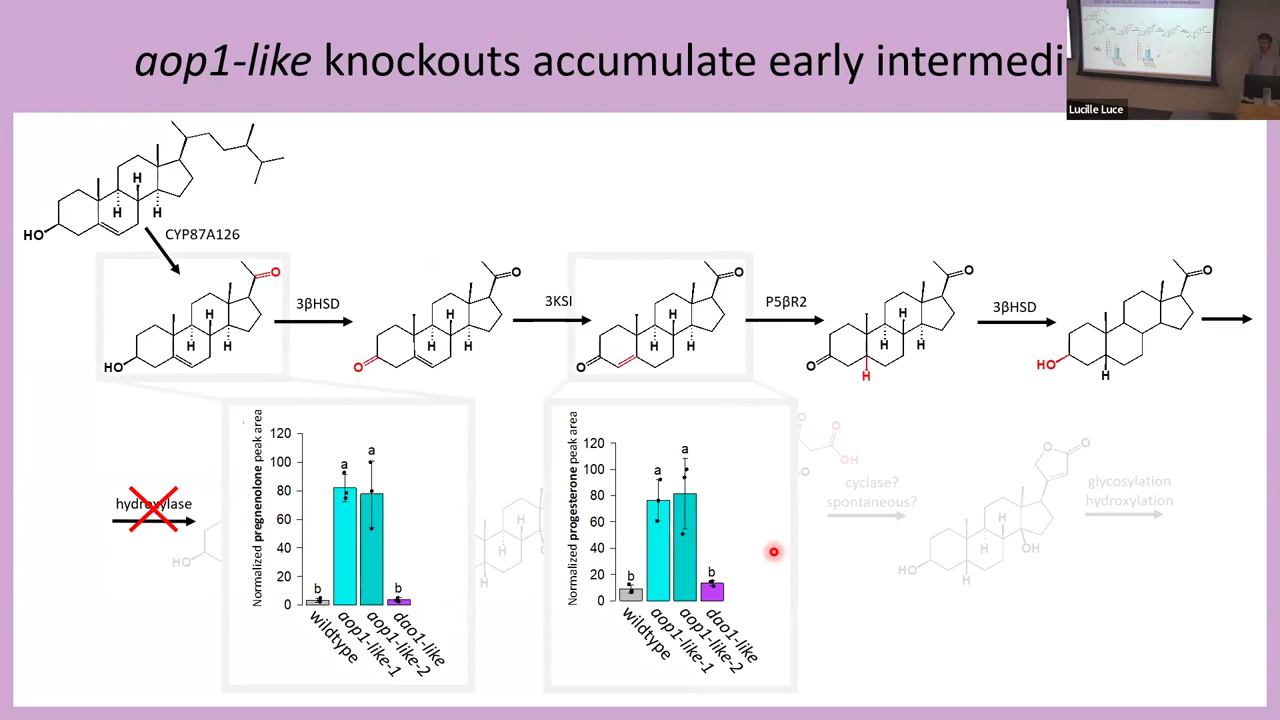 aop1-like knockouts accumulate early intermedi
Lucille Luce
CYP87A126
HO
H
H
H
HO
O
H
H
H
3βHSD
O
O
H
H
H
3KSI
O
O
H
H
H
P5βR2
O
O
H
H
H
H
3βHSD
HO
O
H
hydroxylase
HO
Normalized pregnenolone peak area
120
100
80
60
40
20
0
b
a
a
b
wildtype
aop1-like-1
aop1-like-2
dao1-like
H
H
Normalized progesterone peak area
120
100
80
60
40
20
0
b
a
a
b
wildtype
aop1-like-1
aop1-like-2
dao1-like
O
O
OH
O
cyclase?
spontaneous?
O
O
H
H
OH
HO
H
glycosylation
hydroxylation